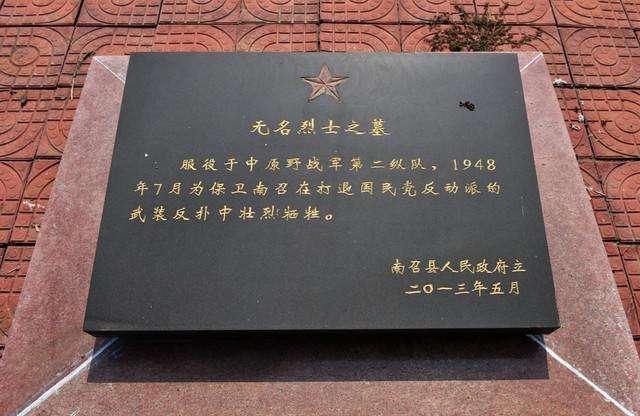 无名烈士之墓
服役于中原野战军第二纵队，1948
年7月为保卫南召在打退国民党反动派的
武装反扑中壮烈牺牲。
南召县人民政府立
二〇一三年五月